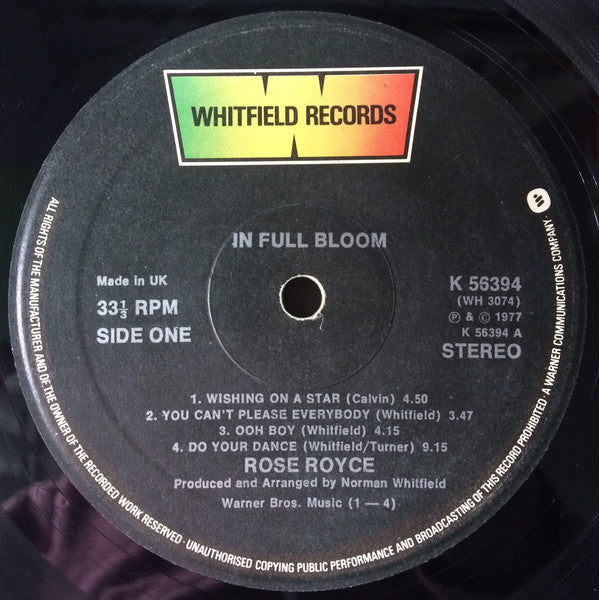 WHITFIELD RECORDS
IN FULL BLOOM
Made in UK
33⅓ RPM
SIDE ONE
K 56394
(WH 3074)
Ⓟ & © 1977
K 56394 A
STEREO
1. WISHING ON A STAR (Calvin) 4.50
2. YOU CAN'T PLEASE EVERYBODY (Whitfield) 3.47
3. OOH BOY (Whitfield) 4.15
4. DO YOUR DANCE (Whitfield/Turner) 9.15
ROSE ROYCE
Produced and Arranged by Norman Whitfield
Warner Bros. Music (1 — 4)
ALL RIGHTS OF THE MANUFACTURER AND OF THE OWNER OF THE RECORDED WORK RESERVED · UNAUTHORISED COPYING PUBLIC PERFORMANCE AND BROADCASTING OF THIS RECORD PROHIBITED · A WARNER COMMUNICATIONS COMPANY ·